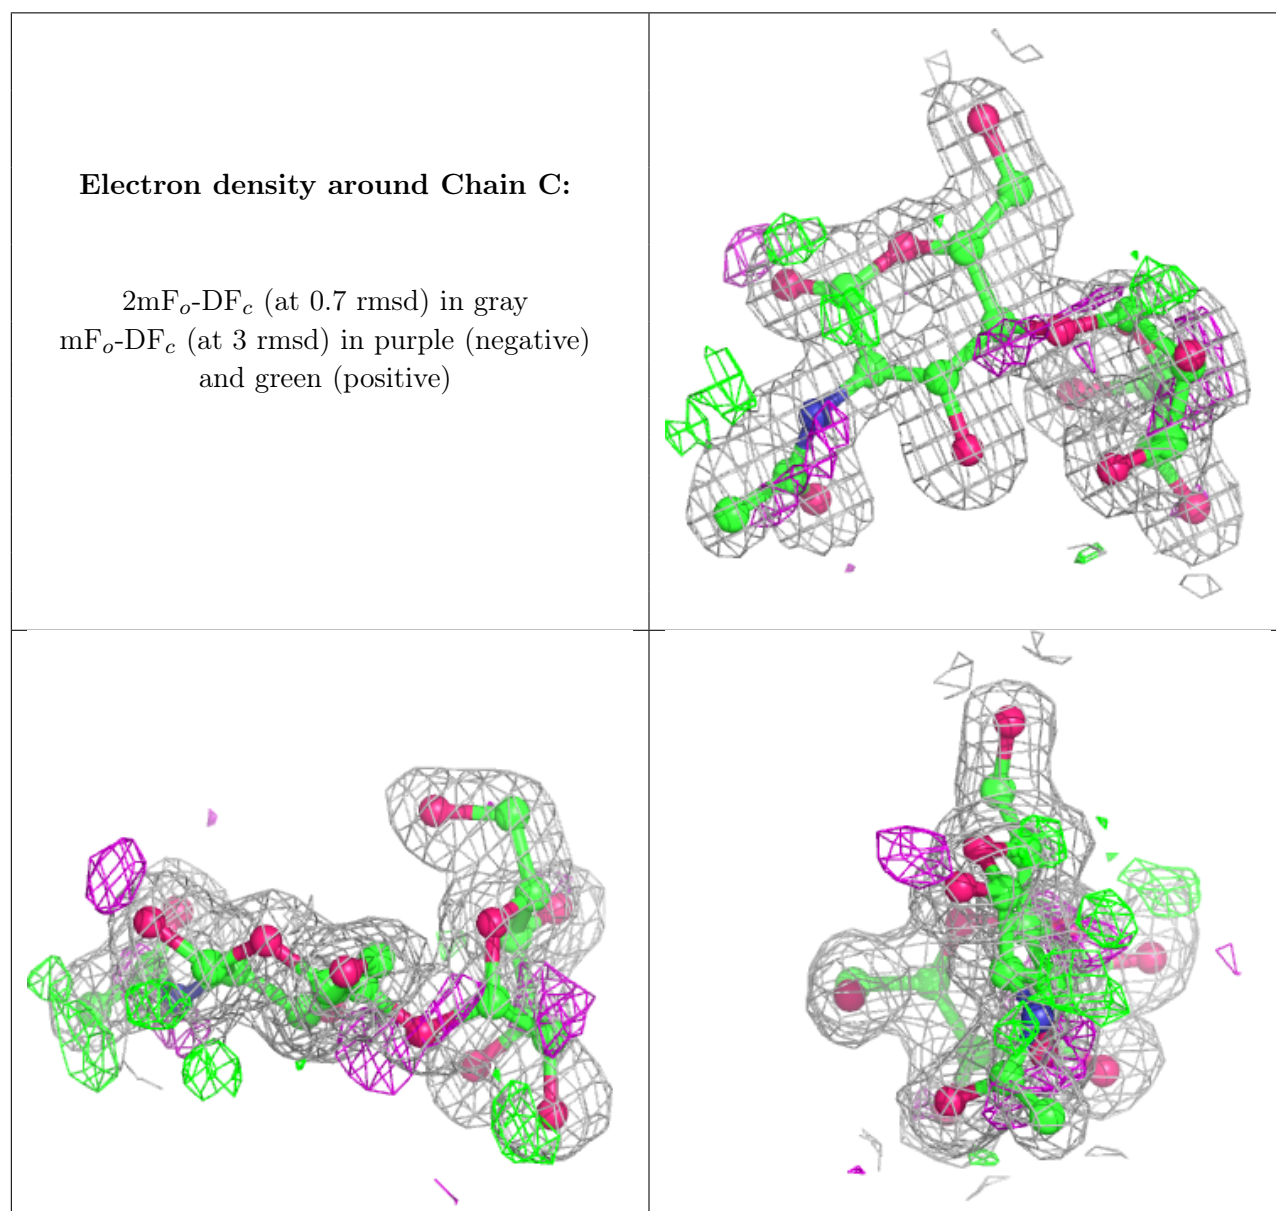 Electron density around Chain C:
2mFo-DFc (at 0.7 rmsd) in gray
mFo-DFc (at 3 rmsd) in purple (negative)
and green (positive)